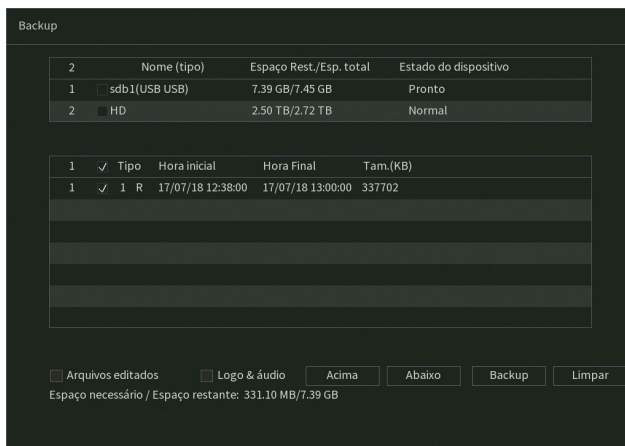 Backup
2 Nome (tipo) Espaço Rest./Esp. total Estado do dispositivo
1 sdb1(USB USB) 7.39 GB/7.45 GB Pronto
2 HD 2.50 TB/2.72 TB Normal
1 Tipo Hora inicial Hora Final Tam.(KB)
1 1 R 17/07/18 12:38:00 17/07/18 13:00:00 337702
Arquivos editados Logo & áudio Acima Abaixo Backup Limpar
Espaço necessário / Espaço restante: 331.10 MB/7.39 GB